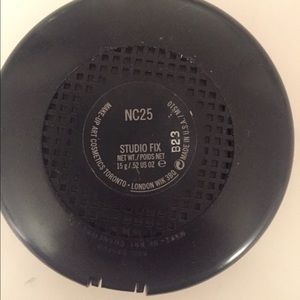 NC25
STUDIO FIX
NET WT./POIDS NET
15 g/.52 US OZ ℮
MAKE-UP ART COSMETICS TORONTO • LONDON W1K 3BQ
MADE IN U.S.A./
B23